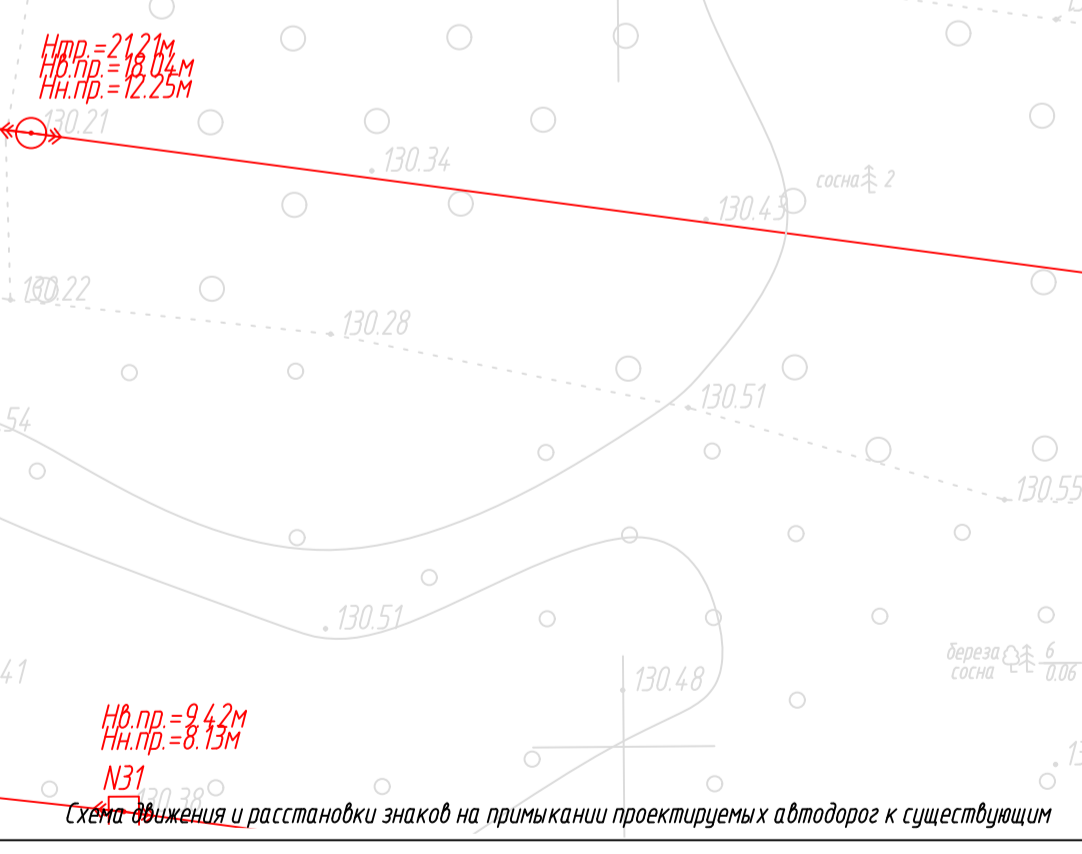 Нтр.=21.21м
Нв.пр.=18.04м
Нн.пр.=12.25м
130.21
130.34
сосна 2
130.43
130.22
130.28
130.51
.54
130.55
130.51
береза 6
сосна 0.06
41
130.48
Нв.пр.=9.42м
Нн.пр.=8.13м
N31
130.38
Схема движения и расстановки знаков на примыкании проектируемых автодорог к существующим